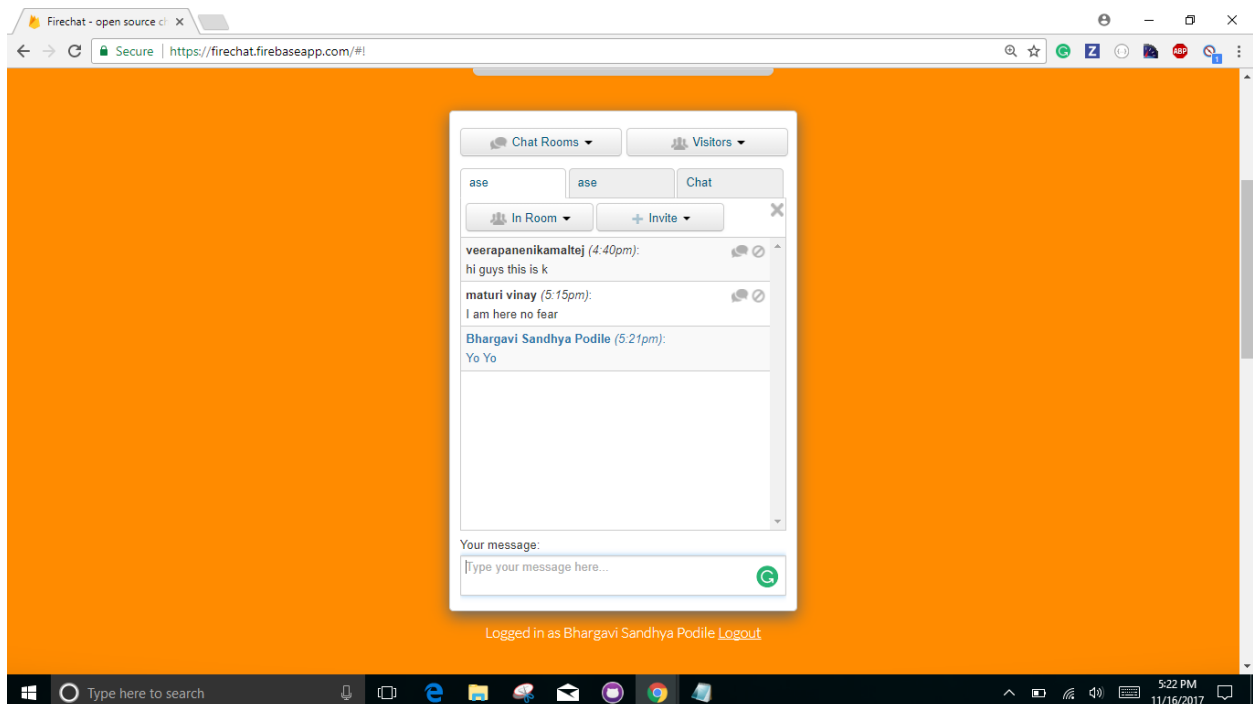 Firechat - open source ch
Secure | https://firechat.firebaseapp.com/#!
Z
ABP
1
Chat Rooms
Visitors
ase
ase
Chat
In Room
Invite
veerapanenikamaltej (4:40pm):
hi guys this is k
maturi vinay (5:15pm):
I am here no fear
Bhargavi Sandhya Podile (5:21pm):
Yo Yo
Your message:
Type your message here...
Logged in as Bhargavi Sandhya Podile Logout
Type here to search
5:22 PM
11/16/2017